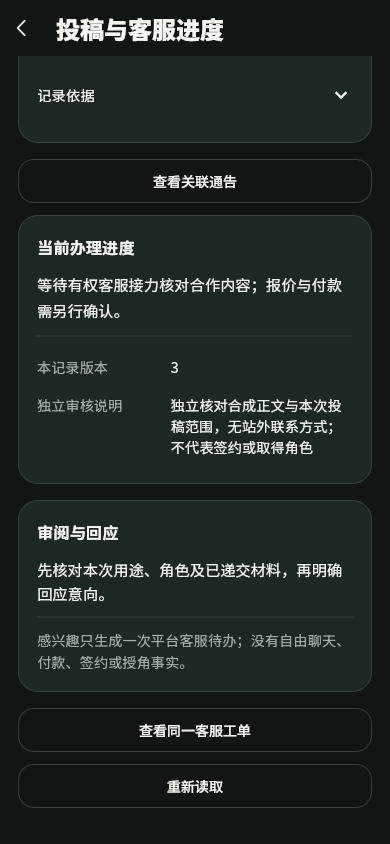 投稿与客服进度
记录依据
查看关联通告
当前办理进度
等待有权客服接力核对合作内容；报价与付款
需另行确认。
本记录版本 3
独立审核说明 独立核对合成正文与本次投
稿范围，无站外联系方式；
不代表签约或取得角色
审阅与回应
先核对本次用途、角色及已递交材料，再明确
回应意向。
感兴趣只生成一次平台客服待办；没有自由聊天、
付款、签约或授角事实。
查看同一客服工单
重新读取